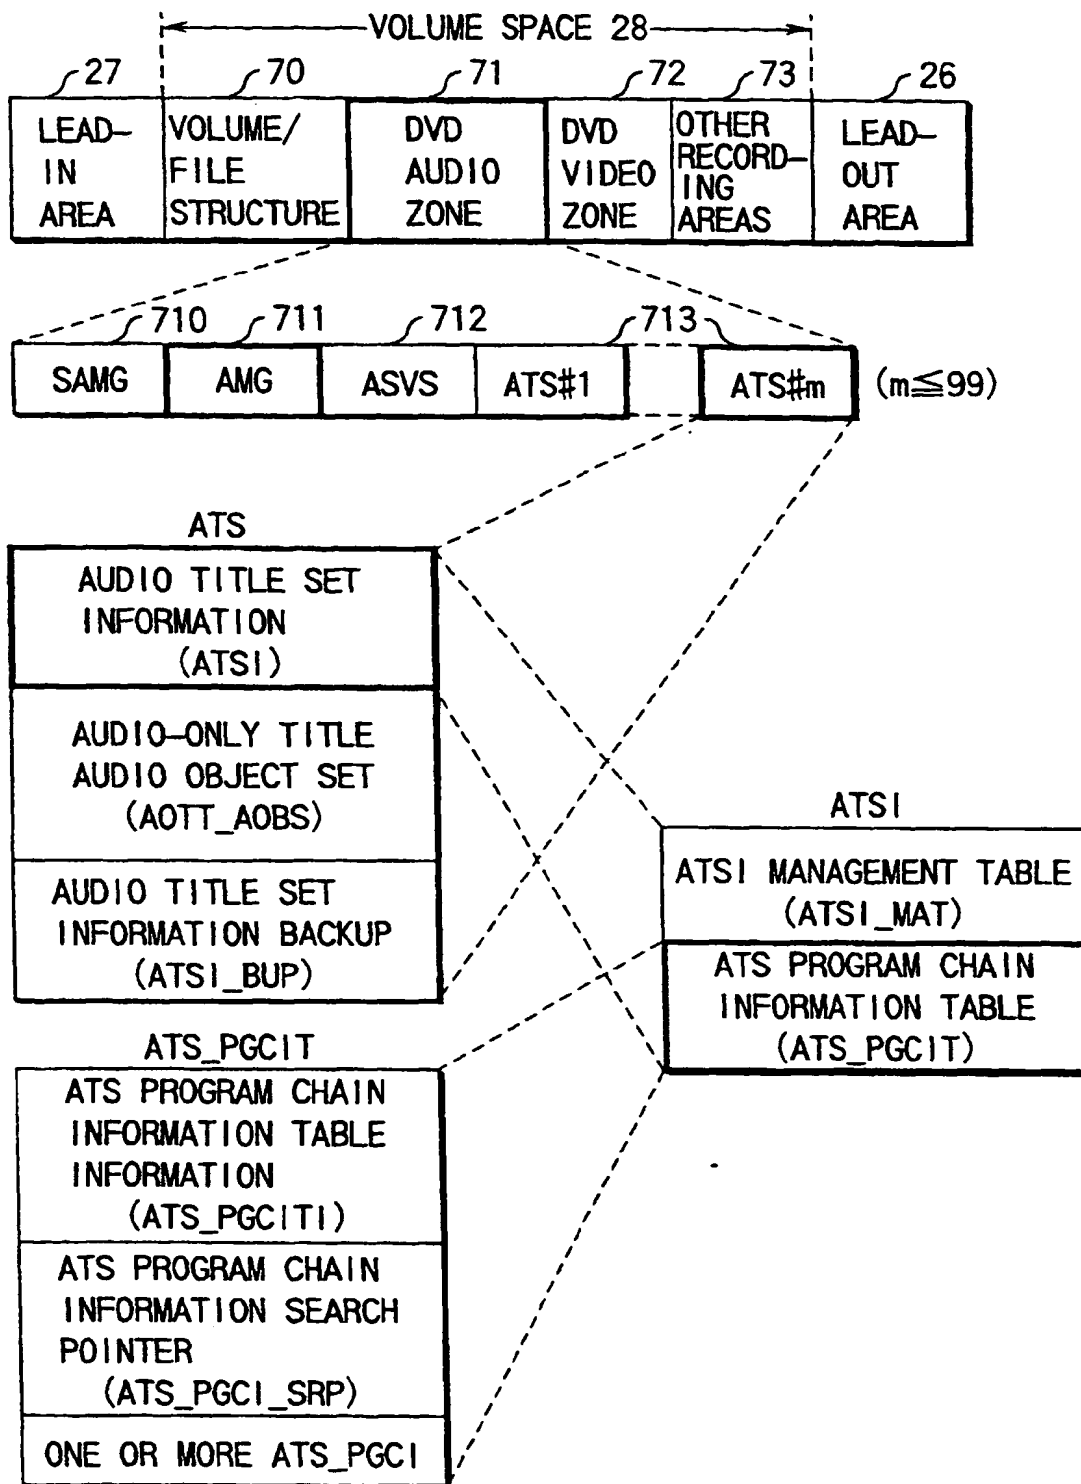 VOLUME SPACE 28
27 70 71 72 73 26
LEAD-
IN
AREA
VOLUME/
FILE
STRUCTURE
DVD
AUDIO
ZONE
DVD
VIDEO
ZONE
OTHER
RECORD-
ING
AREAS
LEAD-
OUT
AREA
710 711 712 713
SAMG AMG ASVS ATS#1 ATS#m (m≦99)
ATS
AUDIO TITLE SET
INFORMATION
(ATSI)
AUDIO-ONLY TITLE
AUDIO OBJECT SET
(AOTT_AOBS)
AUDIO TITLE SET
INFORMATION BACKUP
(ATSI_BUP)
ATSI
ATSI MANAGEMENT TABLE
(ATSI_MAT)
ATS PROGRAM CHAIN
INFORMATION TABLE
(ATS_PGCIT)
ATS_PGCIT
ATS PROGRAM CHAIN
INFORMATION TABLE
INFORMATION
(ATS_PGCITI)
ATS PROGRAM CHAIN
INFORMATION SEARCH
POINTER
(ATS_PGCI_SRP)
ONE OR MORE ATS_PGCI